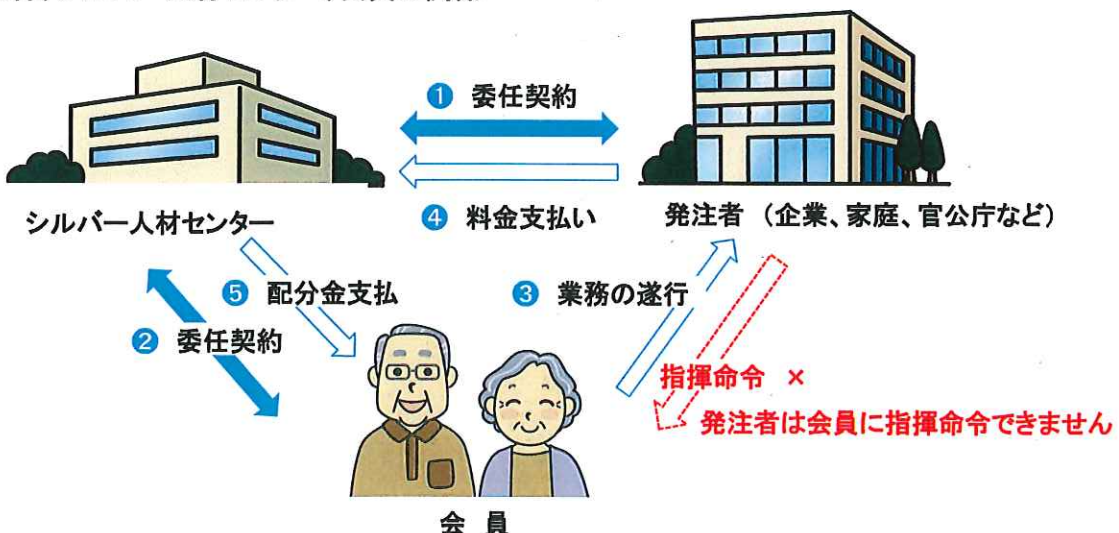 ❶ 委任契約
❹ 料金支払い
シルバー人材センター
発注者 (企業、家庭、官公庁など)
❺ 配分金支払
❸ 業務の遂行
❷ 委任契約
指揮命令 ×
発注者は会員に指揮命令できません
会 員